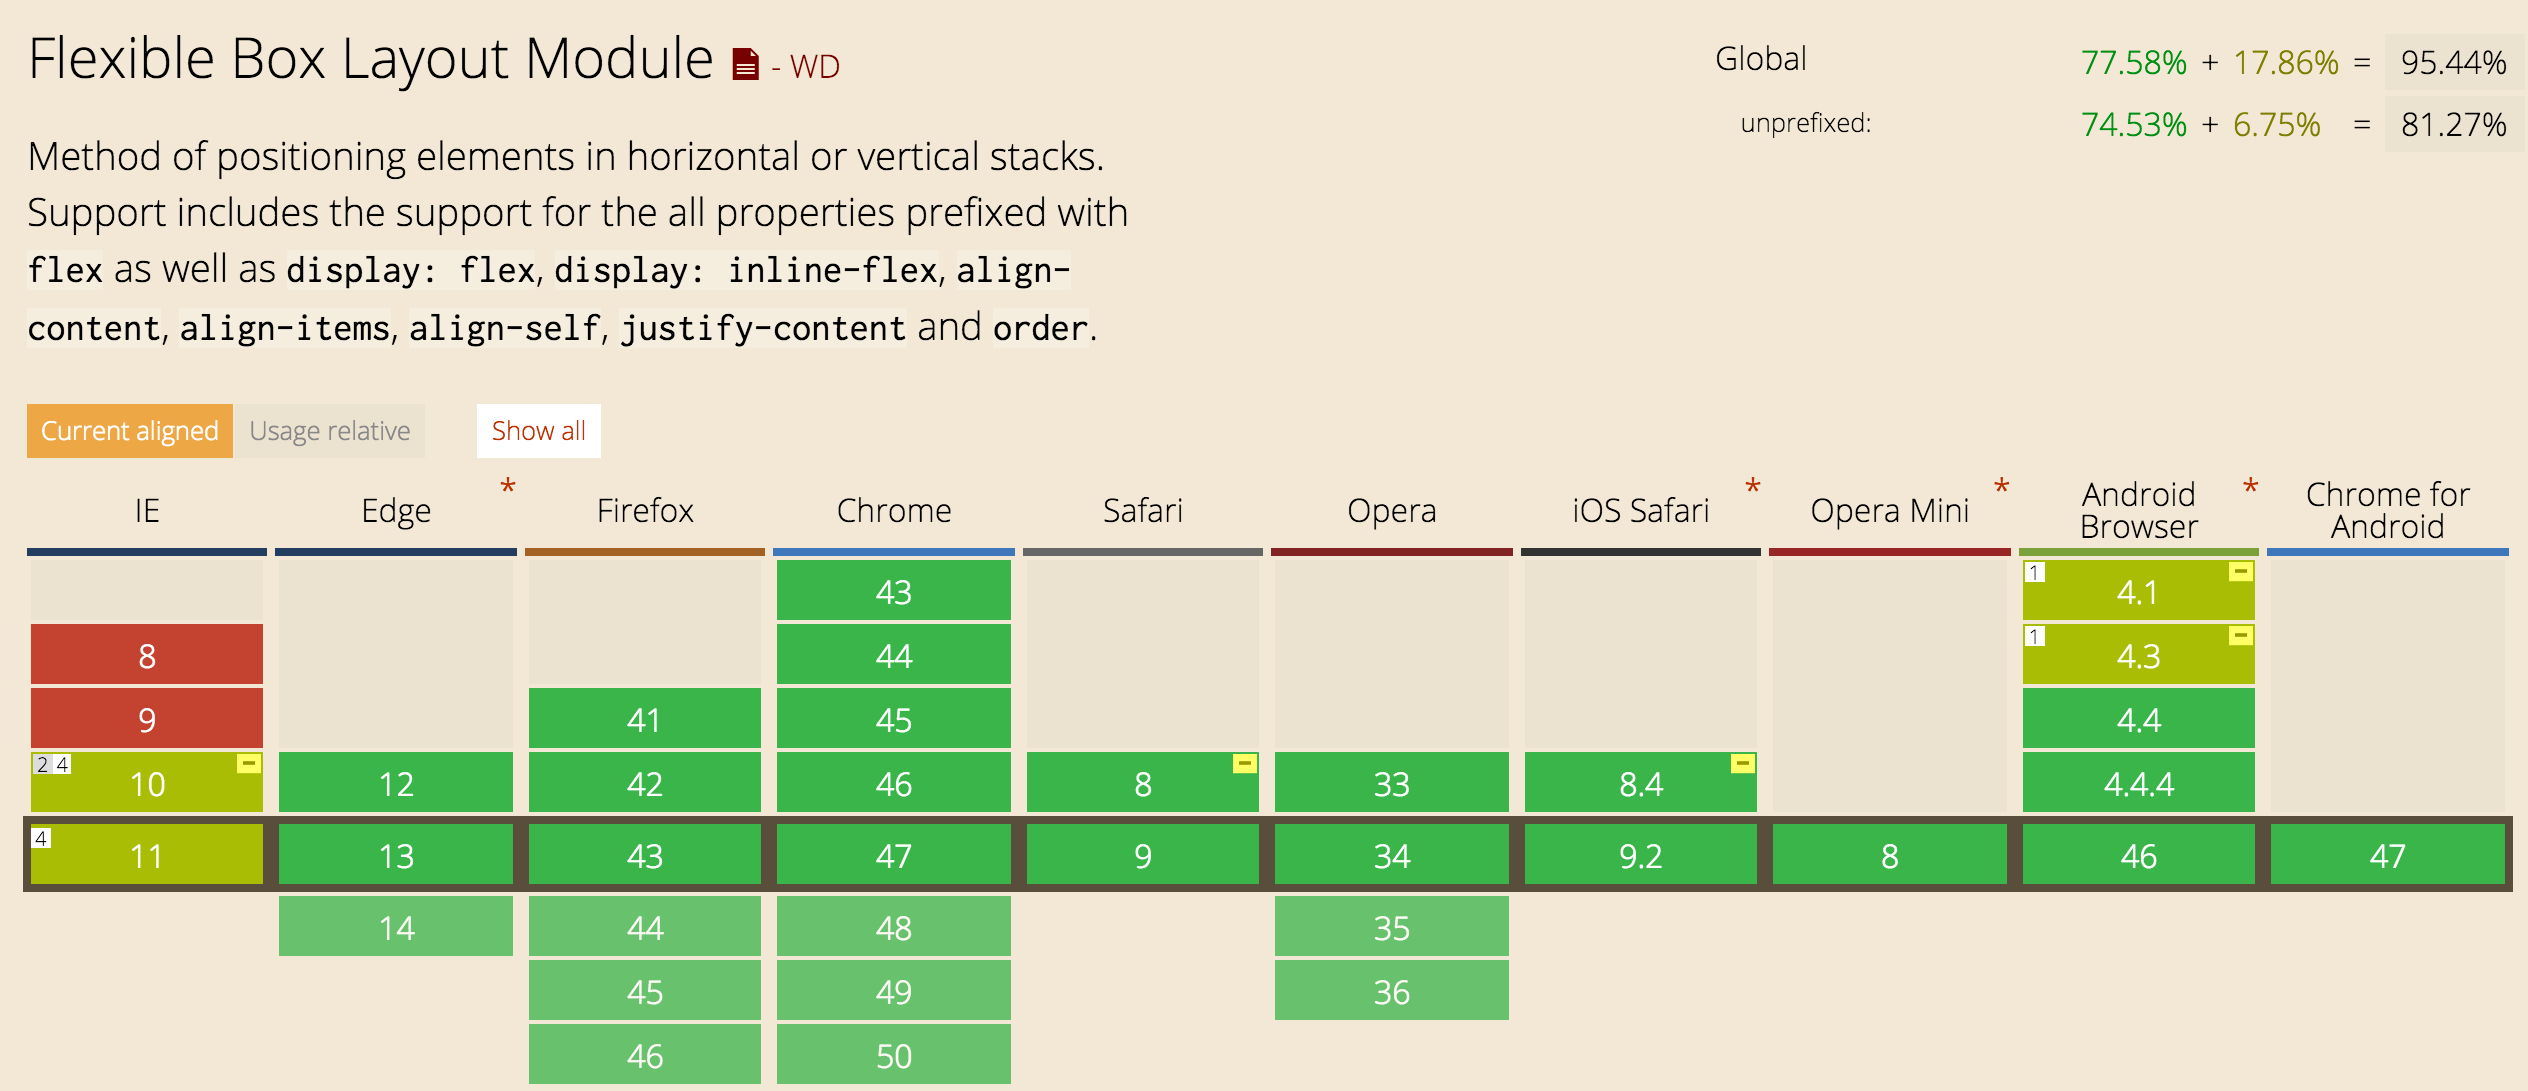 Flexible Box Layout Module - WD
Global 77.58% + 17.86% = 95.44%
unprefixed: 74.53% + 6.75% = 81.27%
Method of positioning elements in horizontal or vertical stacks.
Support includes the support for the all properties prefixed with
flex as well as display: flex, display: inline-flex, align-
content, align-items, align-self, justify-content and order.
Current aligned Usage relative Show all
IE Edge * Firefox Chrome Safari Opera iOS Safari * Opera Mini * Android Browser * Chrome for Android
43 1 4.1 -
8 44 1 4.3 -
9 41 45 4.4
2 4 10 - 12 42 46 8 - 33 8.4 - 4.4.4
4 11 13 43 47 9 34 9.2 8 46 47
14 44 48 35
45 49 36
46 50